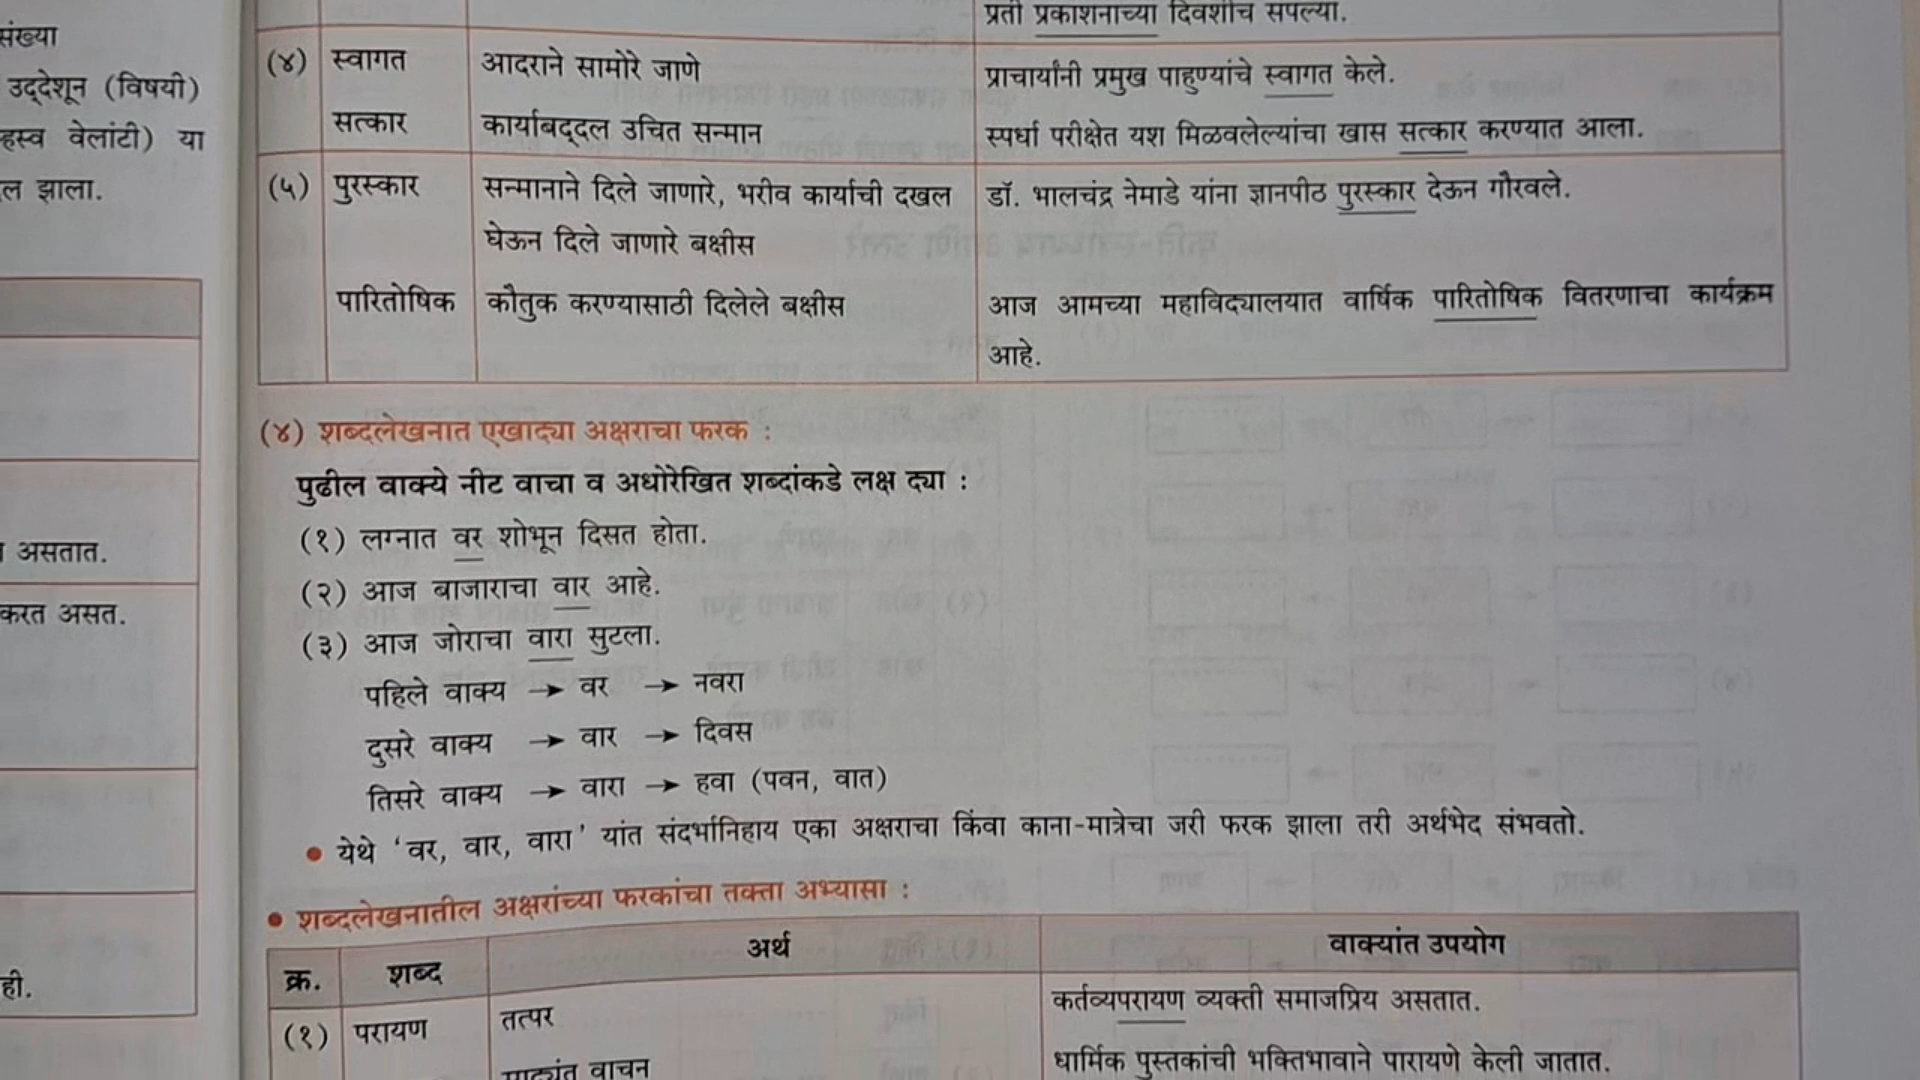 संख्या
उद्‌देशून (विषयी)
ऱ्हस्व वेलांटी) या
झाला.
असतात.
करत असत.
प्रती प्रकाशनाच्या दिवशीच संपल्या.
(४) स्वागत आदराने सामोरे जाणे प्राचार्यांनी प्रमुख पाहुण्यांचे स्वागत केले.
सत्कार कार्याबद्‌दल उचित सन्मान स्पर्धा परीक्षेत यश मिळवलेल्यांचा खास सत्कार करण्यात आला.
(५) पुरस्कार सन्मानाने दिले जाणारे, भरीव कार्याची दखल डॉ. भालचंद्र नेमाडे यांना ज्ञानपीठ पुरस्कार देऊन गौरवले.
घेऊन दिले जाणारे बक्षीस
पारितोषिक कौतुक करण्यासाठी दिलेले बक्षीस आज आमच्या महाविद्यालयात वार्षिक पारितोषिक वितरणाचा कार्यक्रम
आहे.
(४) शब्दलेखनात एखाद्या अक्षराचा फरक :
पुढील वाक्ये नीट वाचा व अधोरेखित शब्दांकडे लक्ष द्या :
(१) लग्नात वर शोभून दिसत होता.
(२) आज बाजाराचा वार आहे.
(३) आज जोराचा वारा सुटला.
पहिले वाक्य → वर → नवरा
दुसरे वाक्य → वार → दिवस
तिसरे वाक्य → वारा → हवा (पवन, वात)
• येथे ‘वर, वार, वारा’ यांत संदर्भानिहाय एका अक्षराचा किंवा काना-मात्रेचा जरी फरक झाला तरी अर्थभेद संभवतो.
• शब्दलेखनातील अक्षरांच्या फरकांचा तक्ता अभ्यासा :
क्र. शब्द अर्थ वाक्यांत उपयोग
(१) परायण तत्पर कर्तव्यपरायण व्यक्ती समाजप्रिय असतात.
वाचन धार्मिक पुस्तकांची भक्तिभावाने पारायणे केली जातात.